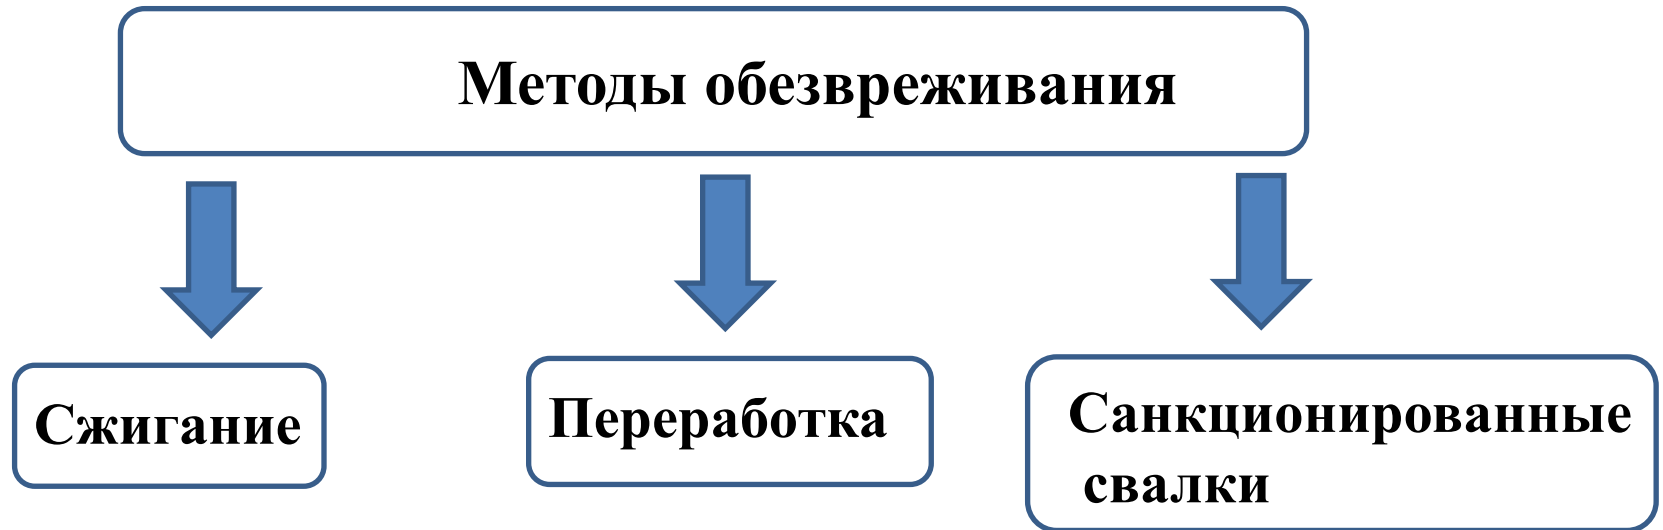 Методы обезвреживания
Сжигание
Переработка
Санкционированные
свалки